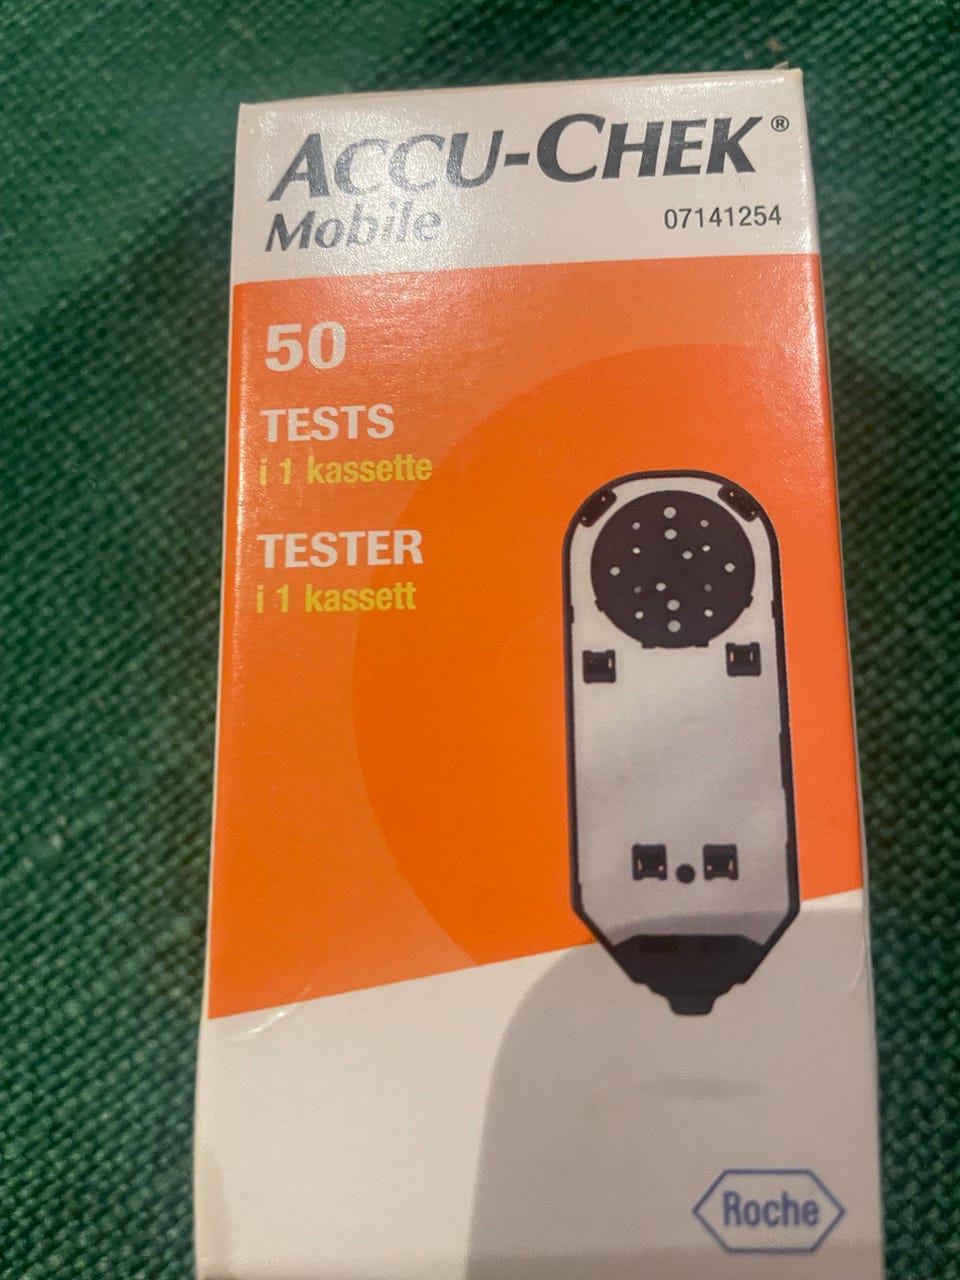 ACCU-CHEK®
Mobile
07141254
50
TESTS
i 1 kassette
TESTER
i 1 kassett
Roche